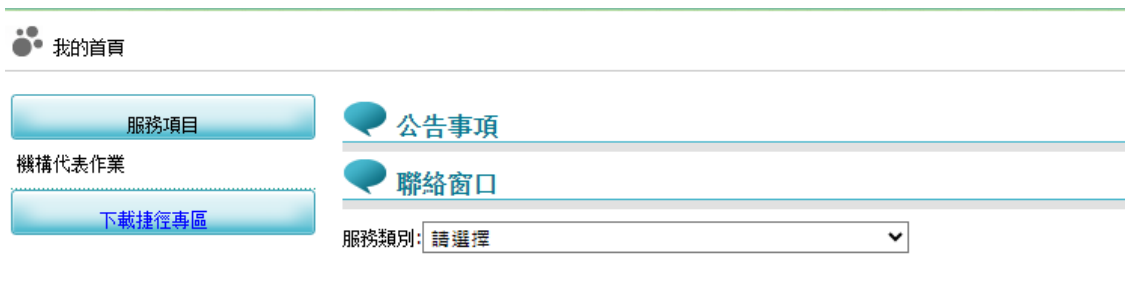 我的首頁
服務項目
機構代表作業
下載捷徑專區
公告事項
聯絡窗口
服務類別: 請選擇